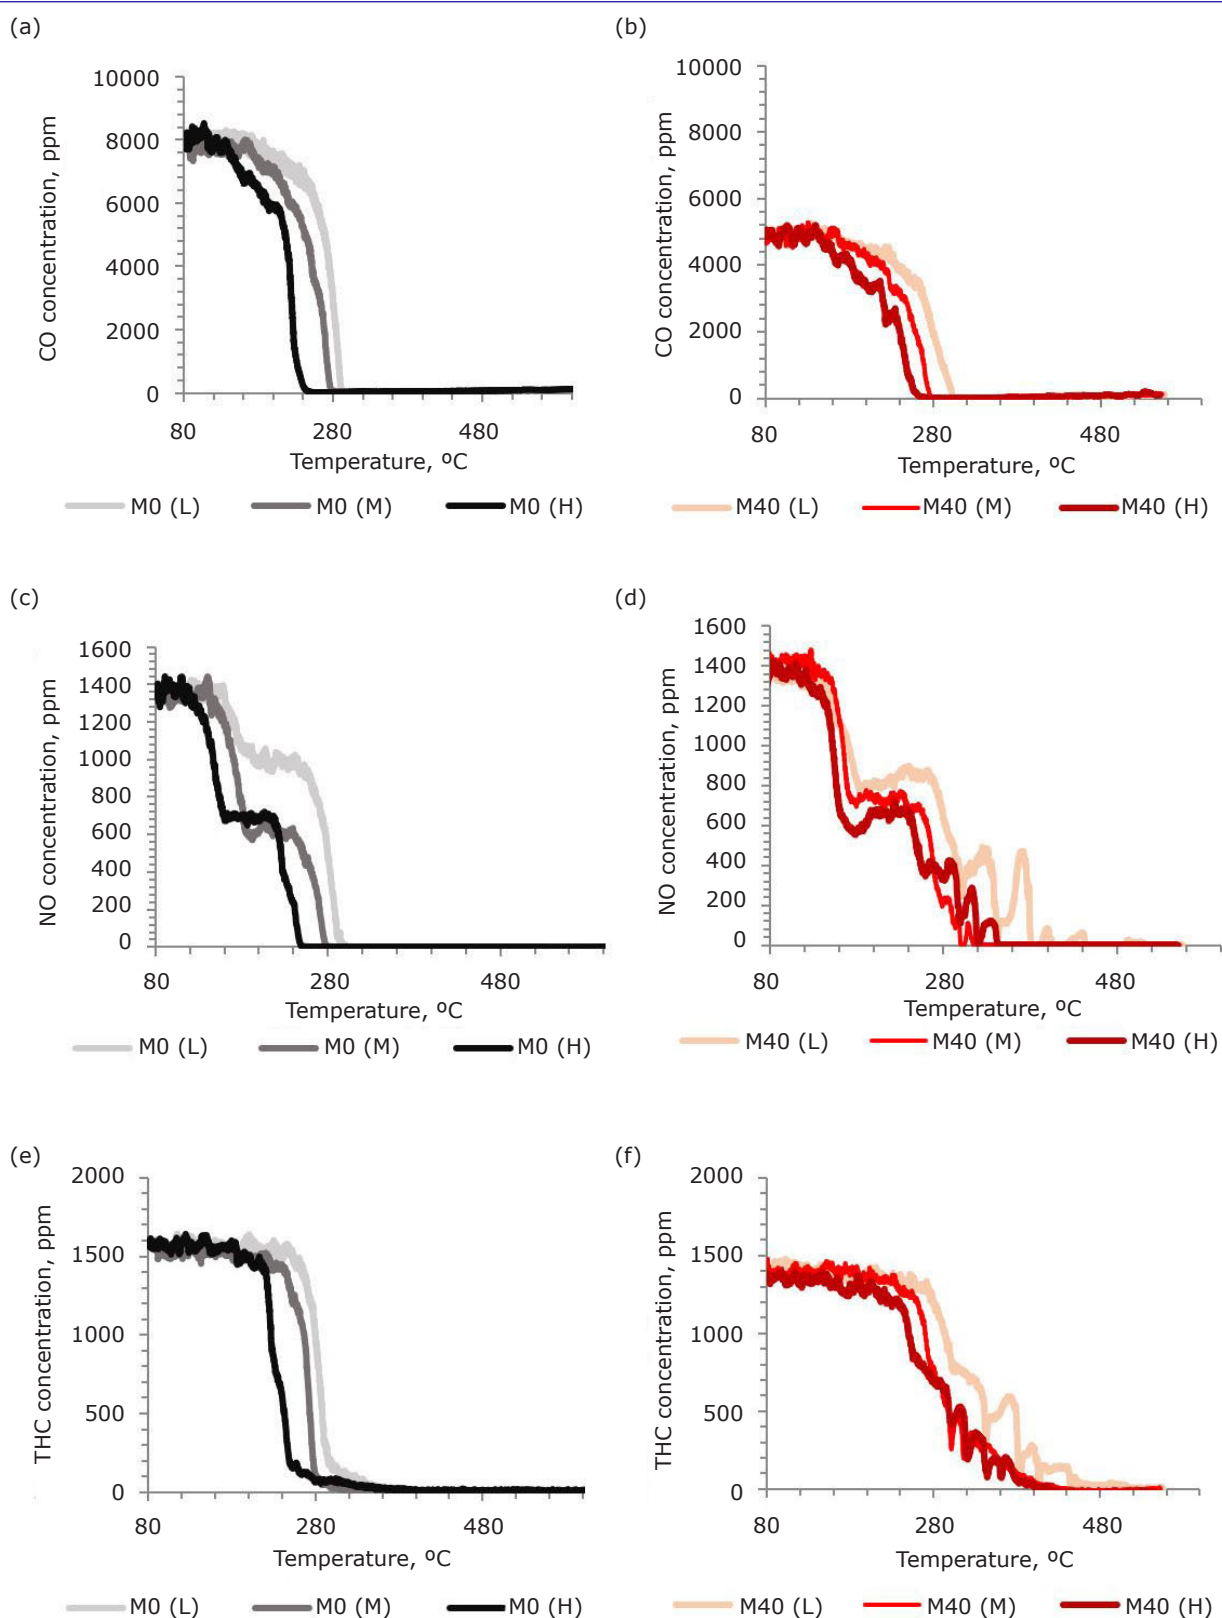 (a)
(b)
CO concentration, ppm
10000
8000
6000
4000
2000
0
80
280
480
Temperature, ºC
M0 (L)
M0 (M)
M0 (H)
CO concentration, ppm
10000
8000
6000
4000
2000
0
80
280
480
Temperature, ºC
M40 (L)
M40 (M)
M40 (H)
(c)
(d)
NO concentration, ppm
1600
1400
1200
1000
800
600
400
200
0
80
280
480
Temperature, ºC
M0 (L)
M0 (M)
M0 (H)
NO concentration, ppm
1600
1400
1200
1000
800
600
400
200
0
80
280
480
Temperature, ºC
M40 (L)
M40 (M)
M40 (H)
(e)
(f)
THC concentration, ppm
2000
1500
1000
500
0
80
280
480
Temperature, ºC
M0 (L)
M0 (M)
M0 (H)
THC concentration, ppm
2000
1500
1000
500
0
80
280
480
Temperature, ºC
M40 (L)
M40 (M)
M40 (H)